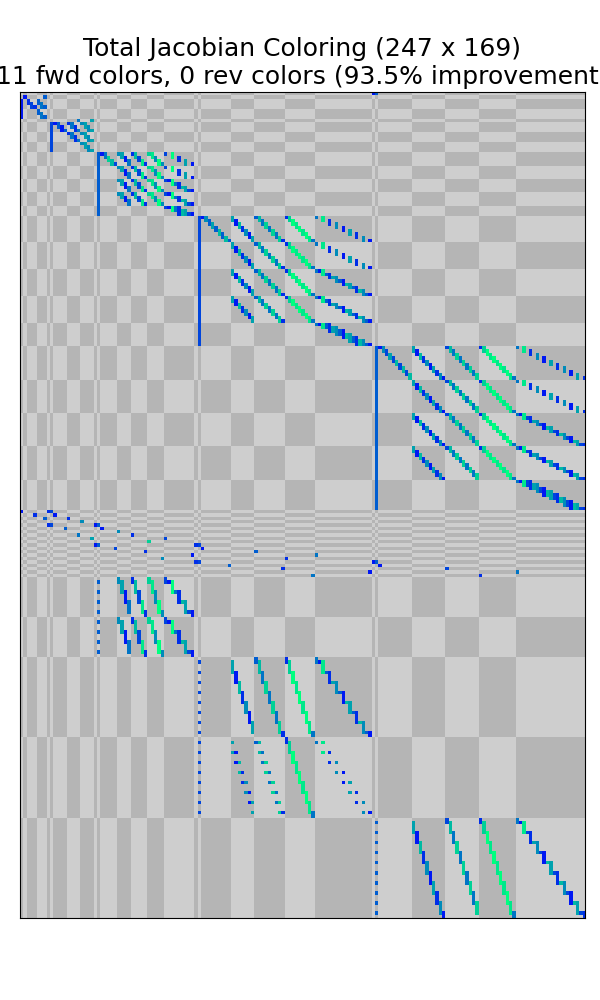 Total Jacobian Coloring (247 x 169)
11 fwd colors, 0 rev colors (93.5% improvement